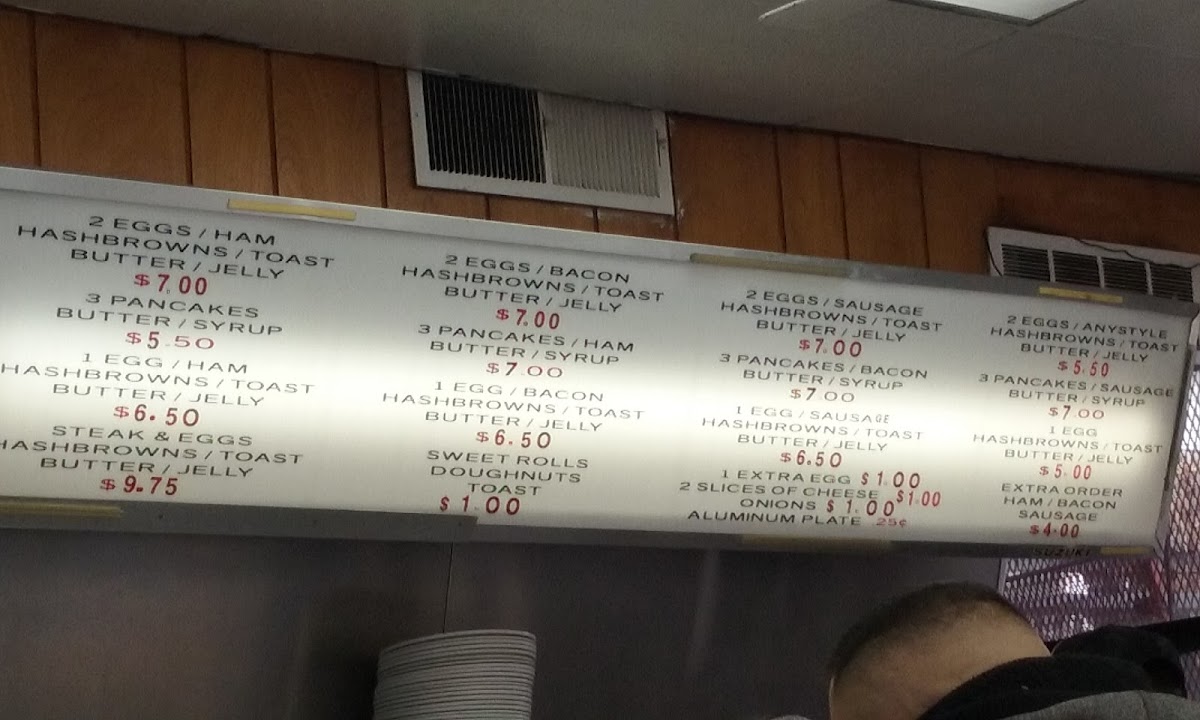 2 EGGS / HAM
HASHBROWNS / TOAST
BUTTER / JELLY
$7.00
3 PANCAKES
BUTTER / SYRUP
$5.50
1 EGG / HAM
HASHBROWNS / TOAST
BUTTER / JELLY
$6.50
STEAK & EGGS
HASHBROWNS / TOAST
BUTTER / JELLY
$9.75
2 EGGS / BACON
HASHBROWNS / TOAST
BUTTER / JELLY
$7.00
3 PANCAKES / HAM
BUTTER / SYRUP
$7.00
1 EGG / BACON
HASHBROWNS / TOAST
BUTTER / JELLY
$6.50
SWEET ROLLS
DOUGHNUTS
TOAST
$1.00
2 EGGS / SAUSAGE
HASHBROWNS / TOAST
BUTTER / JELLY
$7.00
3 PANCAKES / BACON
BUTTER / SYRUP
$7.00
1 EGG / SAUSAGE
HASHBROWNS / TOAST
BUTTER / JELLY
$6.50
1 EXTRA EGG $1.00
2 SLICES OF CHEESE $1.00
ONIONS $1.00
ALUMINUM PLATE .25¢
2 EGGS / ANYSTYLE
HASHBROWNS / TOAST
BUTTER / JELLY
$5.50
3 PANCAKES / SAUSAGE
BUTTER / SYRUP
$7.00
1 EGG
HASHBROWNS / TOAST
BUTTER / JELLY
$5.00
EXTRA ORDER
HAM / BACON
SAUSAGE
$4.00
SUZUKI